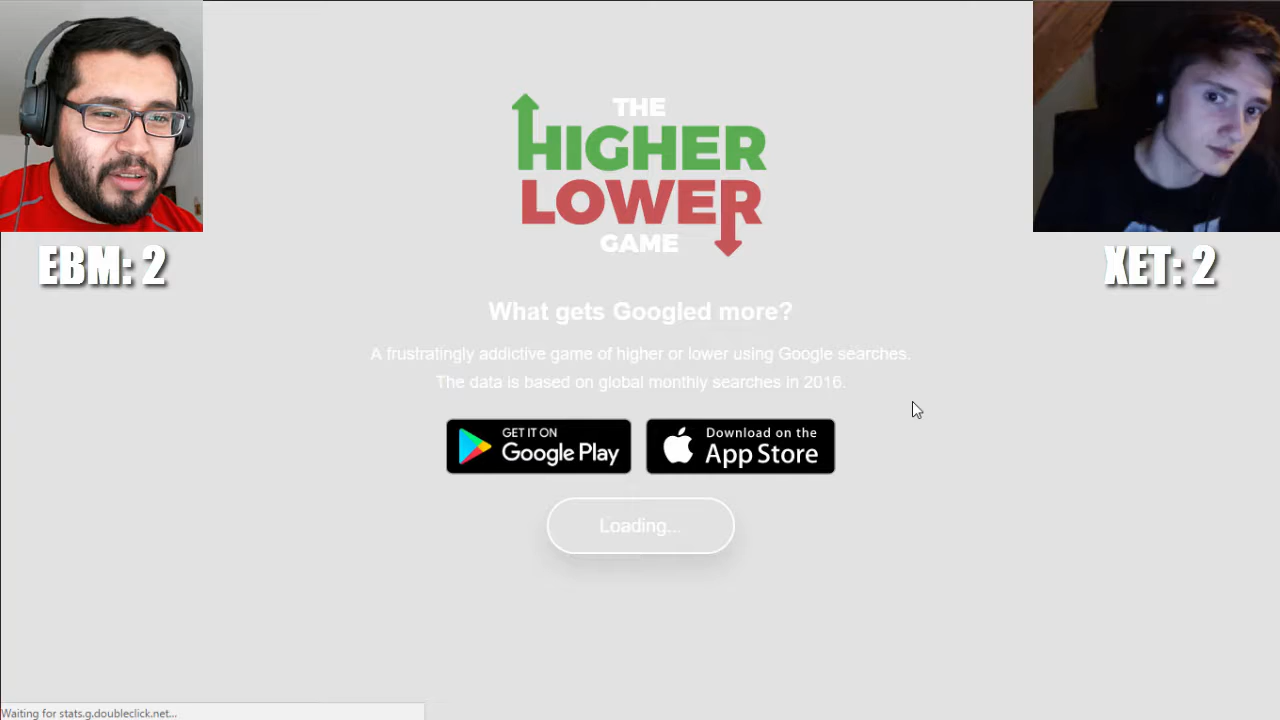 THE
HIGHER
LOWER
GAME
EBM: 2
XET: 2
What gets Googled more?
A frustratingly addictive game of higher or lower using Google searches.
The data is based on global monthly searches in 2016.
GET IT ON
Google Play
Download on the
App Store
Loading...
Waiting for stats.g.doubleclick.net...